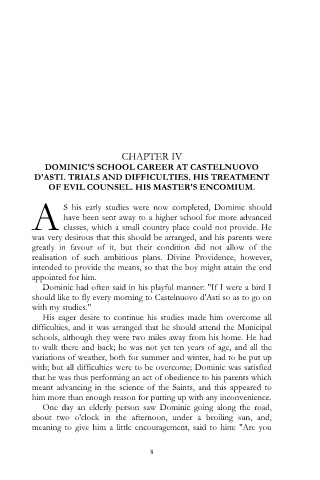 CHAPTER IV
DOMINIC'S SCHOOL CAREER AT CASTELNUOVO
D'ASTI. TRIALS AND DIFFICULTIES. HIS TREATMENT
OF EVIL COUNSEL. HIS MASTER'S ENCOMIUM.
AS his early studies were now completed, Dominic should
have been sent away to a higher school for more advanced
classes, which a small country place could not provide. He
was very desirous that this should be arranged, and his parents were
greatly in favour of it, but their condition did not allow of the
realisation of such ambitious plans. Divine Providence, however,
intended to provide the means, so that the boy might attain the end
appointed for him.
Dominic had often said in his playful manner: "If I were a bird I
should like to fly every morning to Castelnuovo d'Asti so as to go on
with my studies."
His eager desire to continue his studies made him overcome all
difficulties, and it was arranged that he should attend the Municipal
schools, although they were two miles away from his home. He had
to walk there and back; he was not yet ten years of age, and all the
variations of weather, both for summer and winter, had to be put up
with; but all difficulties were to be overcome; Dominic was satisfied
that he was thus performing an act of obedience to his parents which
meant advancing in the science of the Saints, and this appeared to
him more than enough reason for putting up with any inconvenience.
One day an elderly person saw Dominic going along the road,
about two o'clock in the afternoon, under a broiling sun, and,
meaning to give him a little encouragement, said to him: "Are you